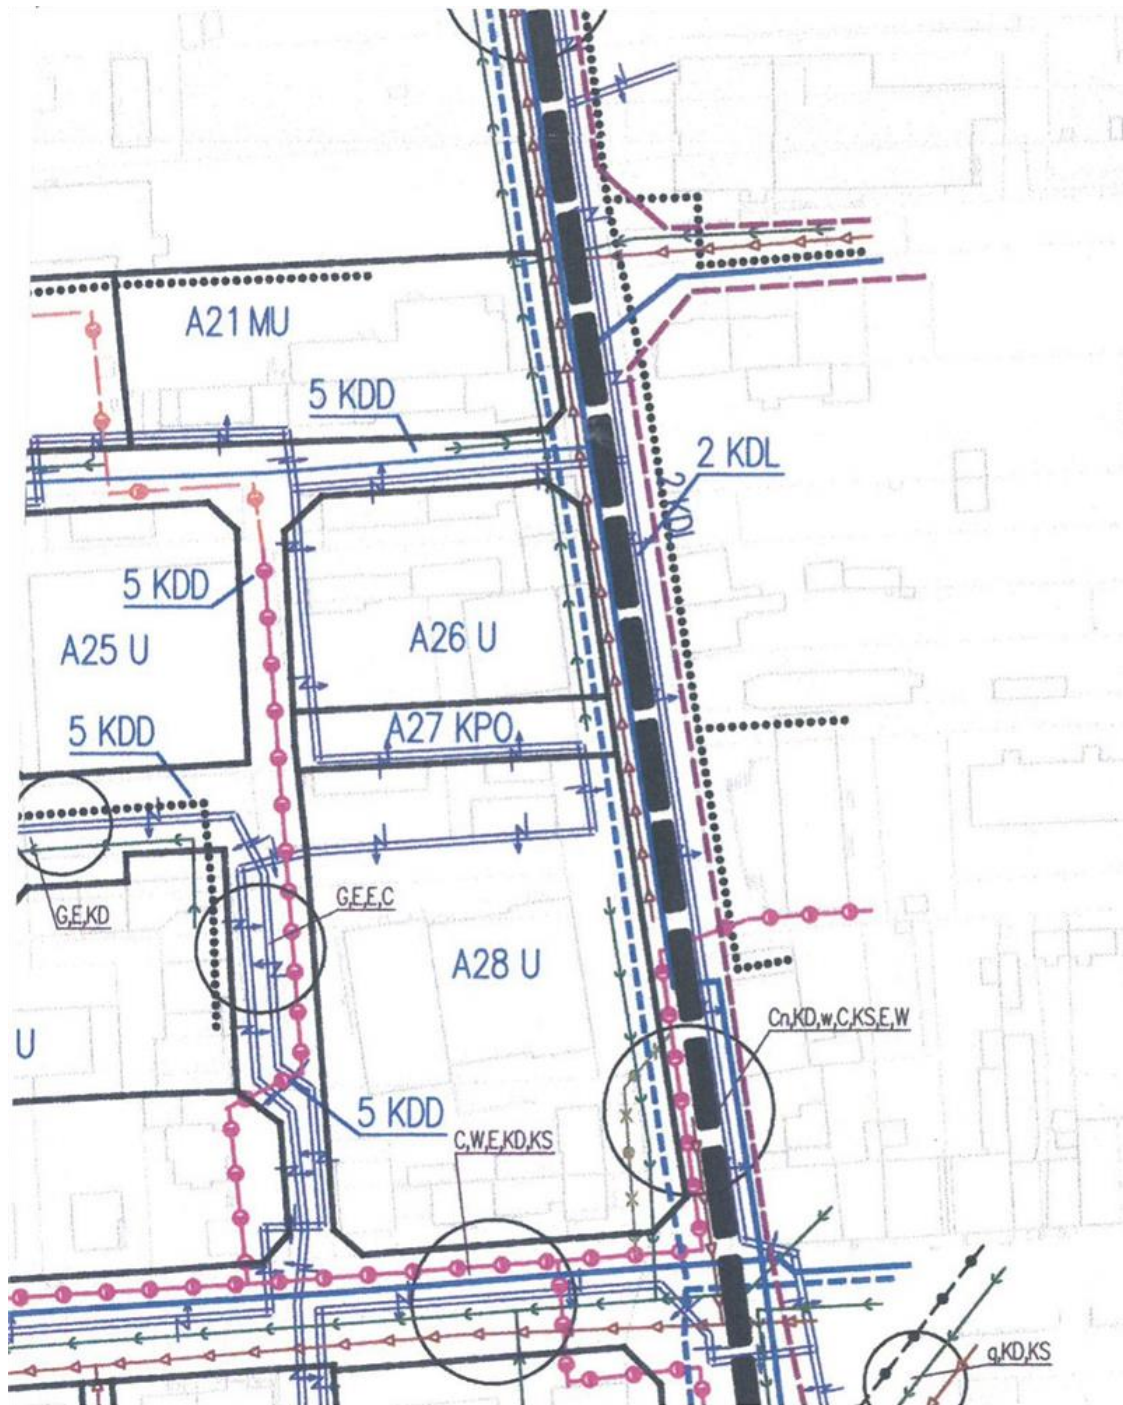 A21 MU
5 KDD
2 KDL
2 KDL
5 KDD
A25 U
A26 U
5 KDD
A27 KPO
G,E,E,C
G,E,KD
A28 U
Cn,KD,w,C,KS,E,W
U
5 KDD
C,W,E,KD,KS
q,KD,KS